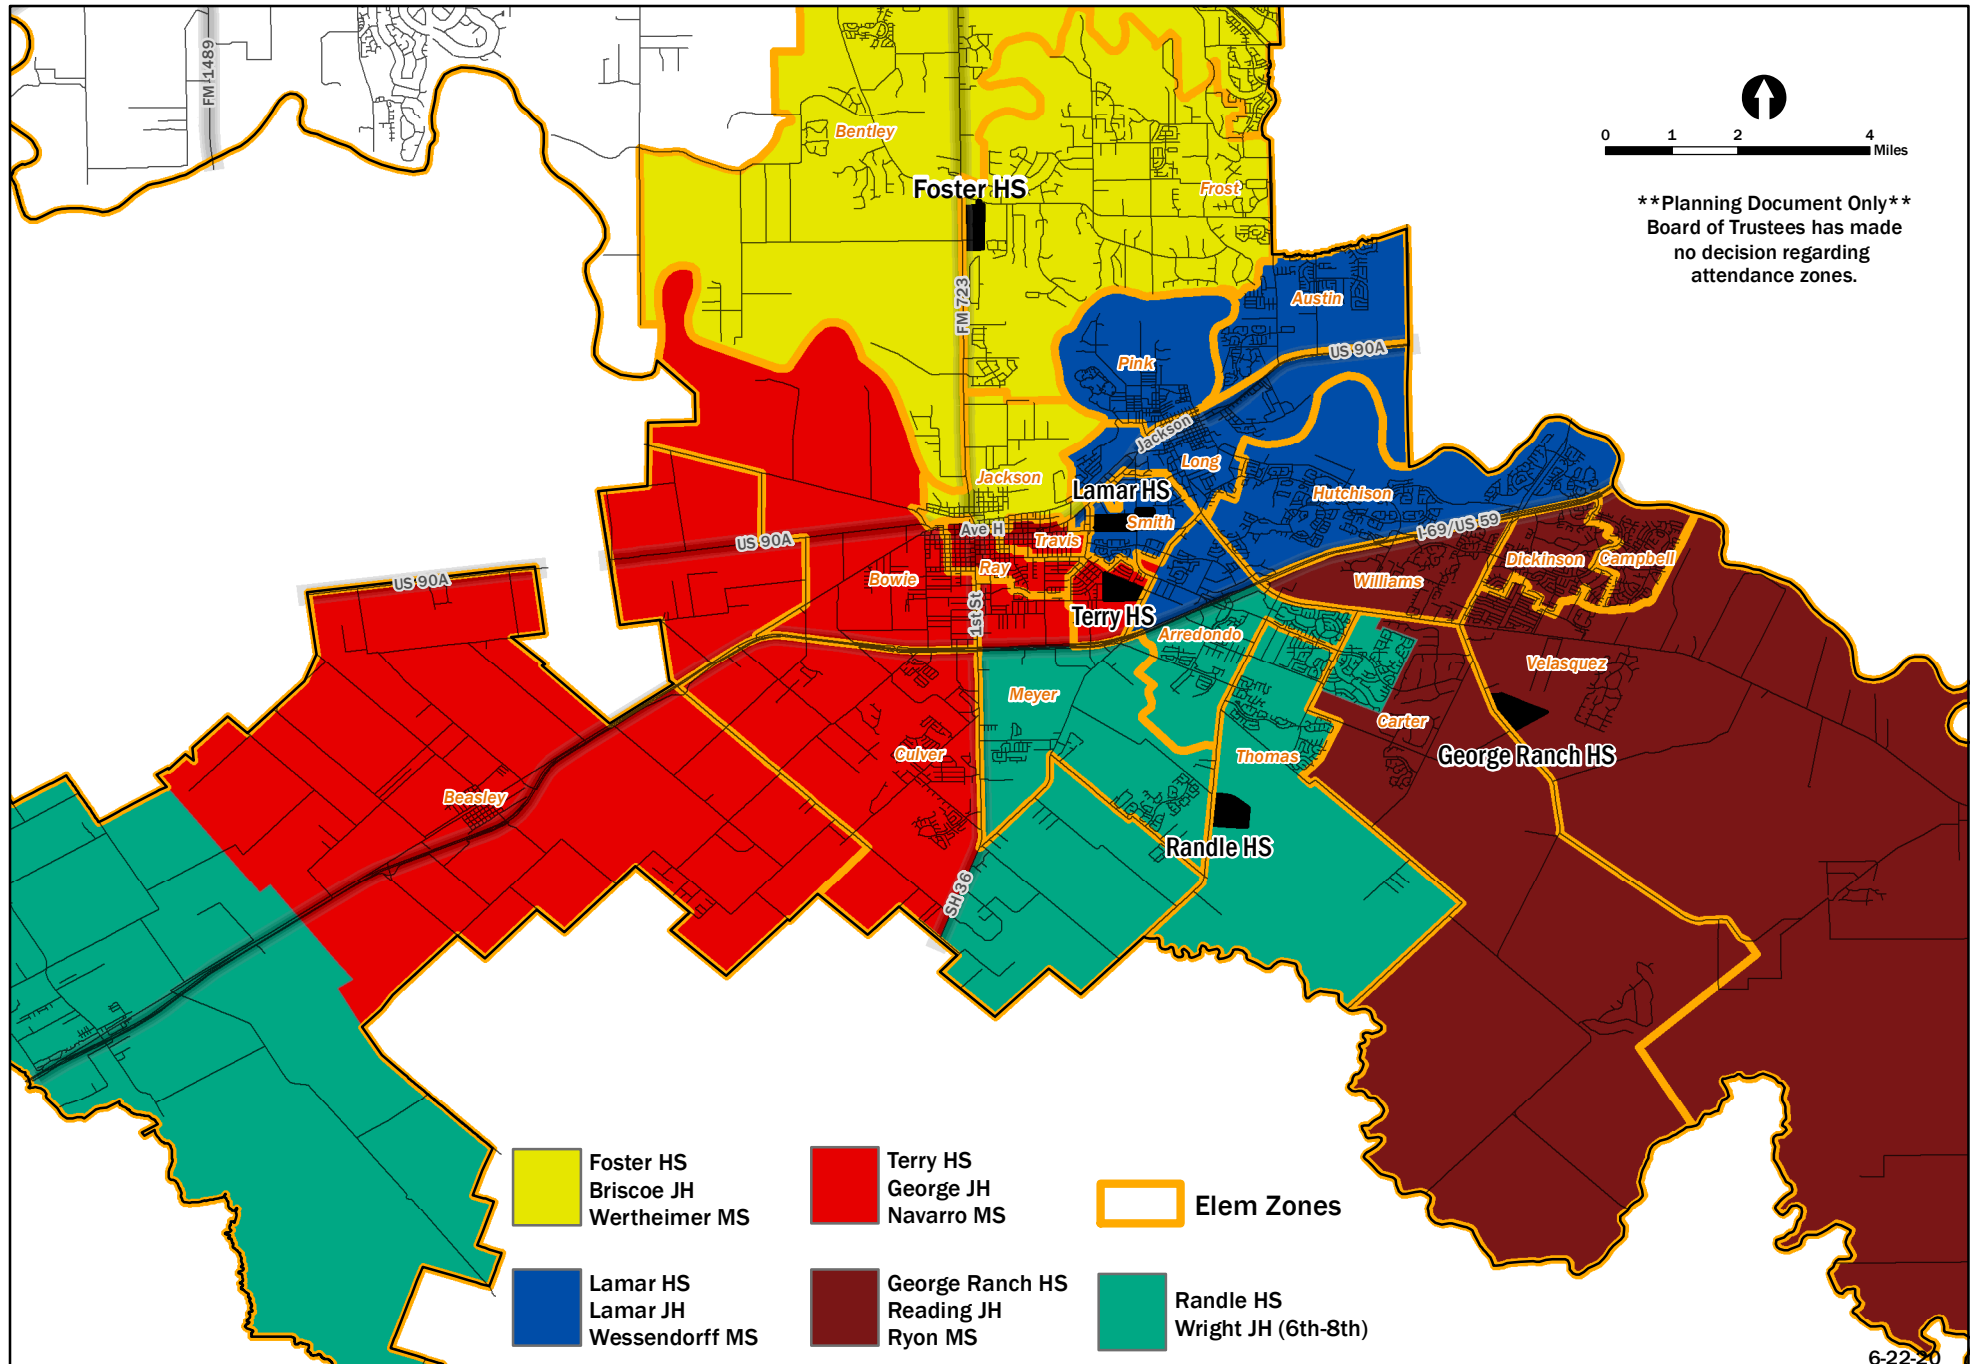 FM 1489
0 1 2 4
Miles
**Planning Document Only**
Board of Trustees has made
no decision regarding
attendance zones.
Bentley
Foster HS
Frost
FM 723
Austin
US 90A
Pink
Jackson
Long
Jackson
Lamar HS
Hutchison
Smith
I-69/US 59
Ave H
Travis
US 90A
Ray
Bowie
US 90A
Dickinson
Campbell
Williams
1st St
Terry HS
Arredondo
Velasquez
Meyer
Carter
Culver
Thomas
George Ranch HS
Beasley
Randle HS
SH 36
Foster HS
Briscoe JH
Wertheimer MS
Terry HS
George JH
Navarro MS
Elem Zones
Lamar HS
Lamar JH
Wessendorff MS
George Ranch HS
Reading JH
Ryon MS
Randle HS
Wright JH (6th-8th)
6-22-20